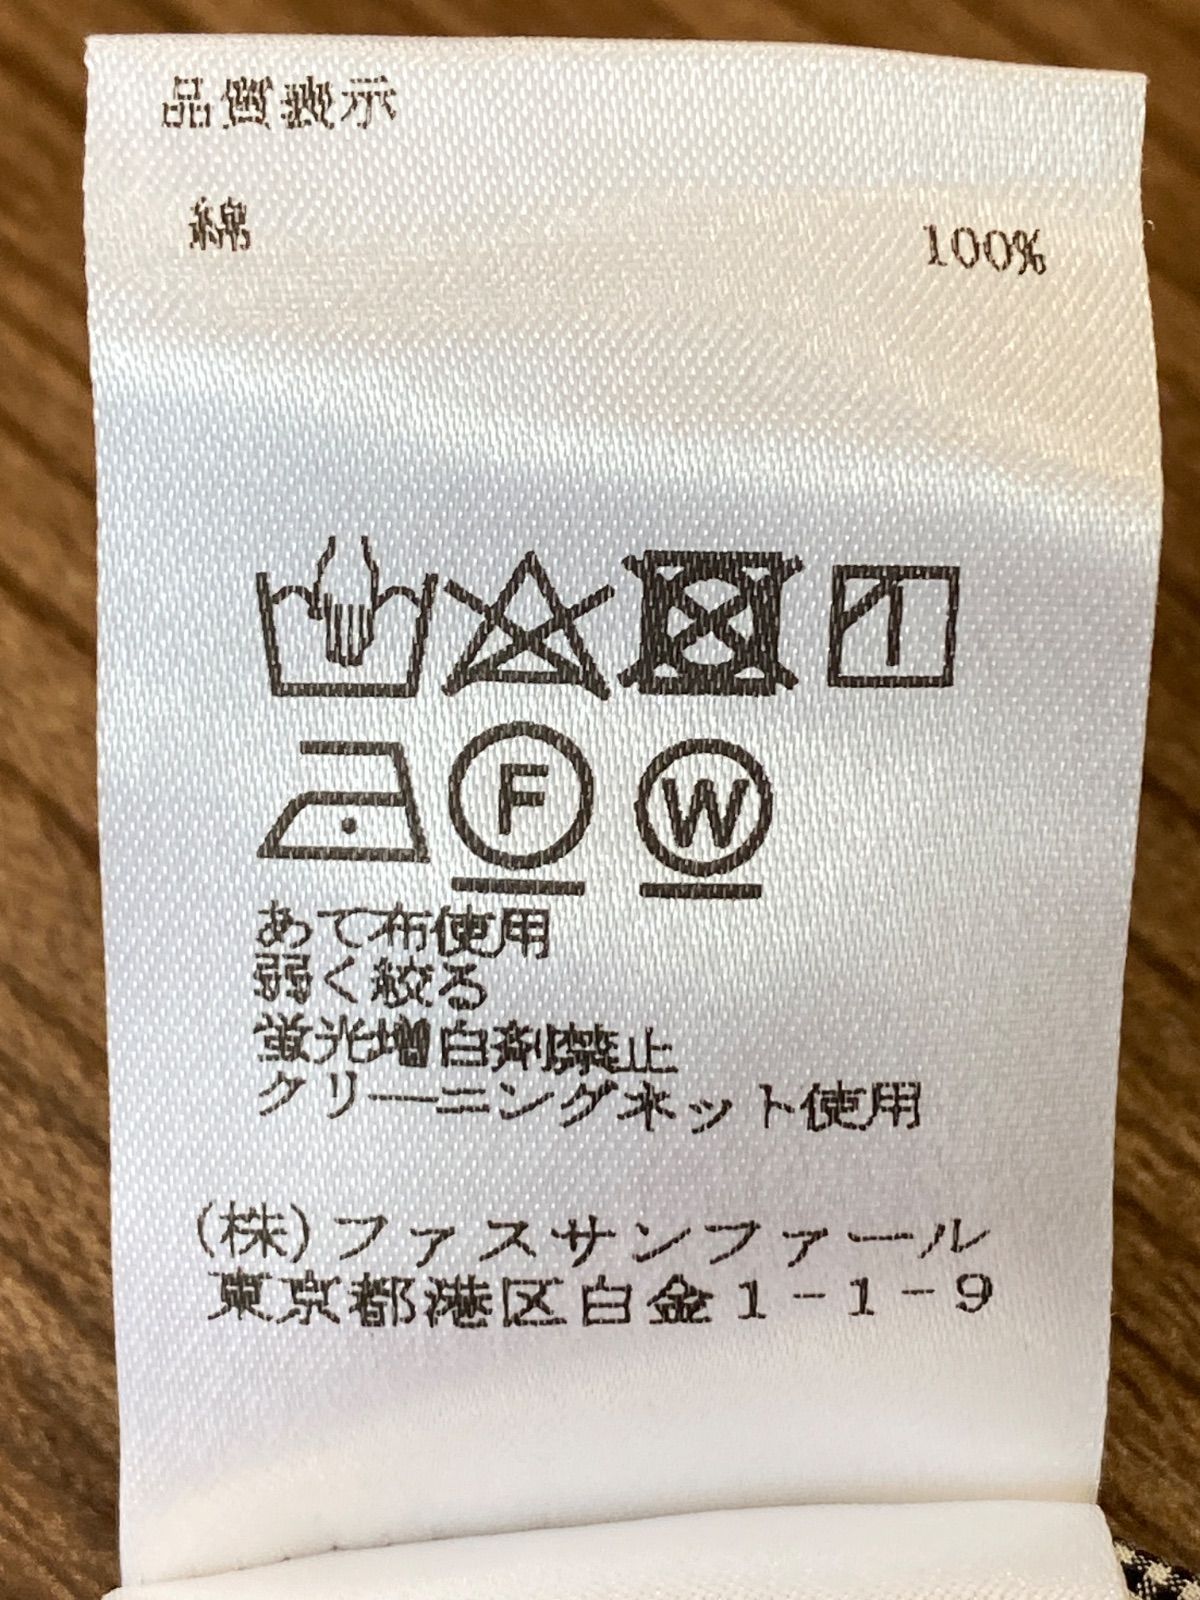 品質表示
綿 100%
F W
あて布使用
弱く絞る
蛍光増白剤禁止
クリーニングネット使用
(株)ファスサンファール
東京都港区白金1-1-9